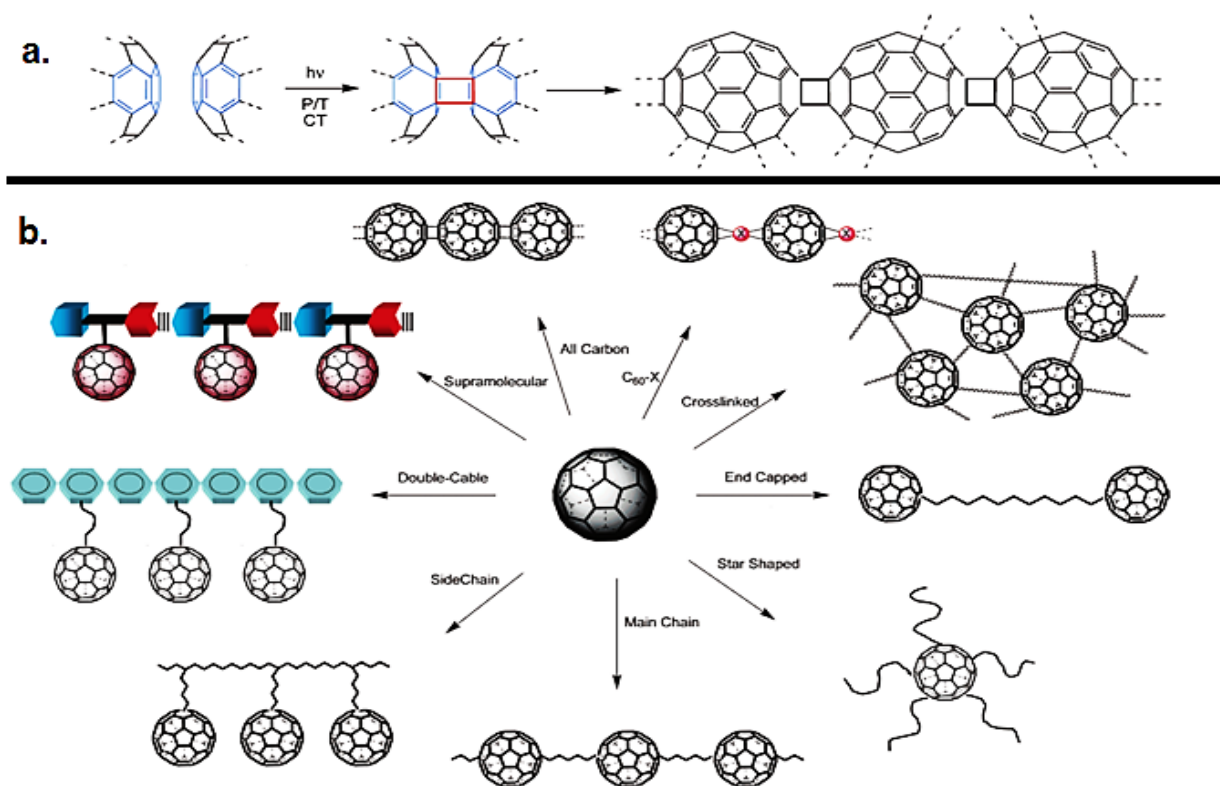 a.
hν
P/T
CT
b.
X
X
All Carbon
C60-X
Supramolecular
Crosslinked
Double-Cable
End Capped
SideChain
Star Shaped
Main Chain